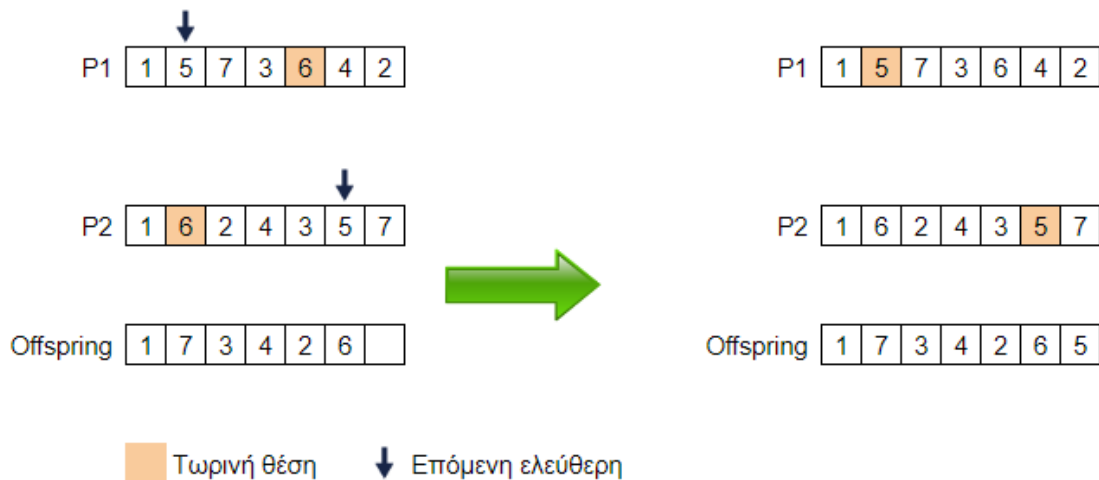 P1 1 5 7 3 6 4 2 P1 1 5 7 3 6 4 2
P2 1 6 2 4 3 5 7 P2 1 6 2 4 3 5 7
Offspring 1 7 3 4 2 6 Offspring 1 7 3 4 2 6 5
Τωρινή θέση Επόμενη ελεύθερη